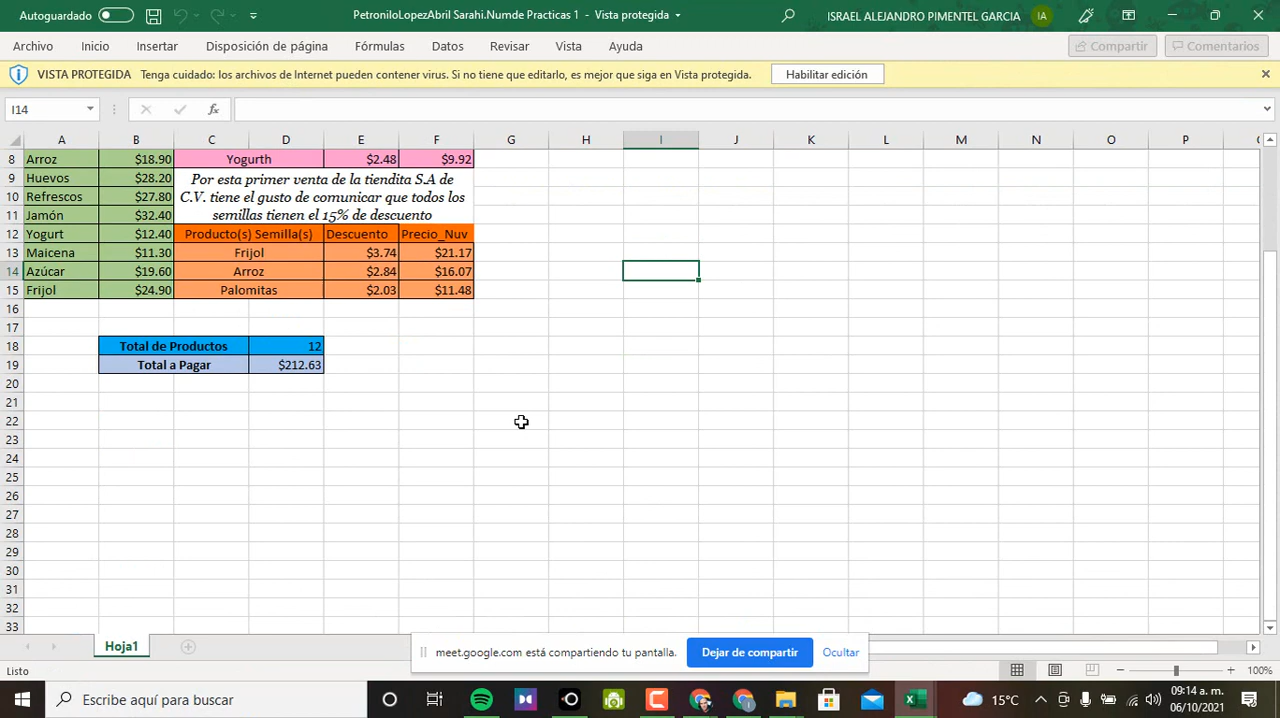 Autoguardado
PetroniloLopezAbril Sarahi.Numde Practicas 1 - Vista protegida
ISRAEL ALEJANDRO PIMENTEL GARCIA IA
Archivo Inicio Insertar Disposición de página Fórmulas Datos Revisar Vista Ayuda Compartir Comentarios
VISTA PROTEGIDA Tenga cuidado: los archivos de Internet pueden contener virus. Si no tiene que editarlo, es mejor que siga en Vista protegida. Habilitar edición
I14 fx
A B C D E F G H I J K L M N O P
8 Arroz $18.90 Yogurth $2.48 $9.92
9 Huevos $28.20 Por esta primer venta de la tiendita S.A de
10 Refrescos $27.80 C.V. tiene el gusto de comunicar que todos los
11 Jamón $32.40 semillas tienen el 15% de descuento
12 Yogurt $12.40 Producto(s) Semilla(s) Descuento Precio_Nuv
13 Maicena $11.30 Frijol $3.74 $21.17
14 Azúcar $19.60 Arroz $2.84 $16.07
15 Frijol $24.90 Palomitas $2.03 $11.48
16
17
18 Total de Productos 12
19 Total a Pagar $212.63
20
21
22
23
24
25
26
27
28
29
30
31
32
33
Hoja1
meet.google.com está compartiendo tu pantalla. Dejar de compartir Ocultar
Listo 100%
Escribe aquí para buscar
15°C
09:14 a. m.
06/10/2021